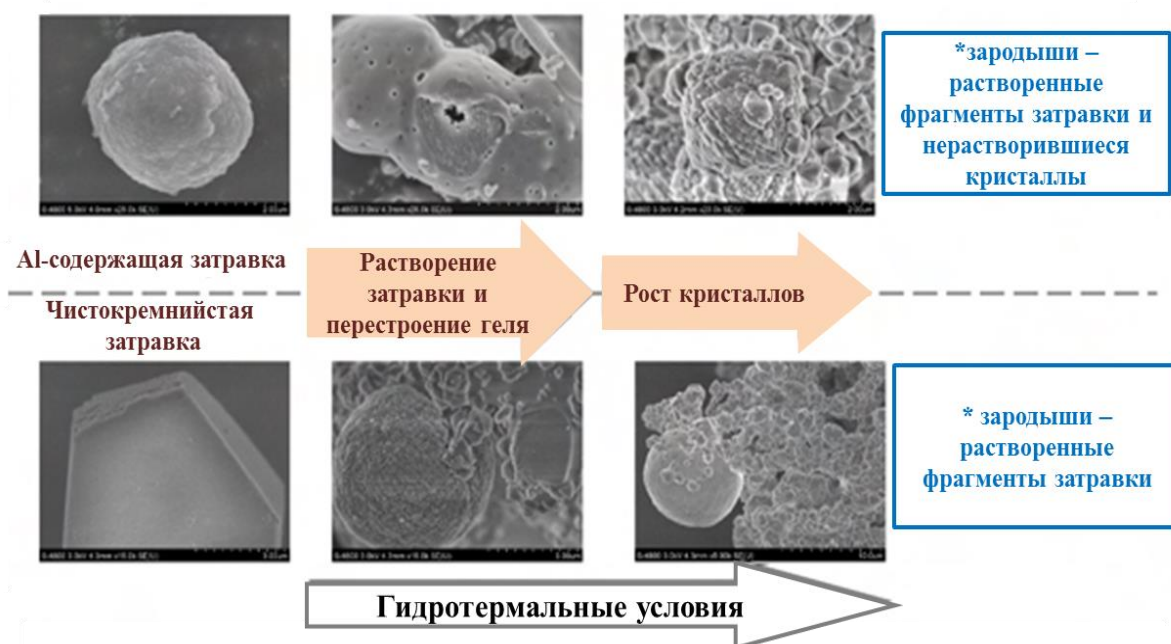 *зародыши –
растворенные
фрагменты затравки и
нерастворившиеся
кристаллы
Al-содержащая затравка
Растворение
затравки и
перестроение геля
Рост кристаллов
Чистокремнийстая
затравка
* зародыши –
растворенные
фрагменты затравки
Гидротермальные условия